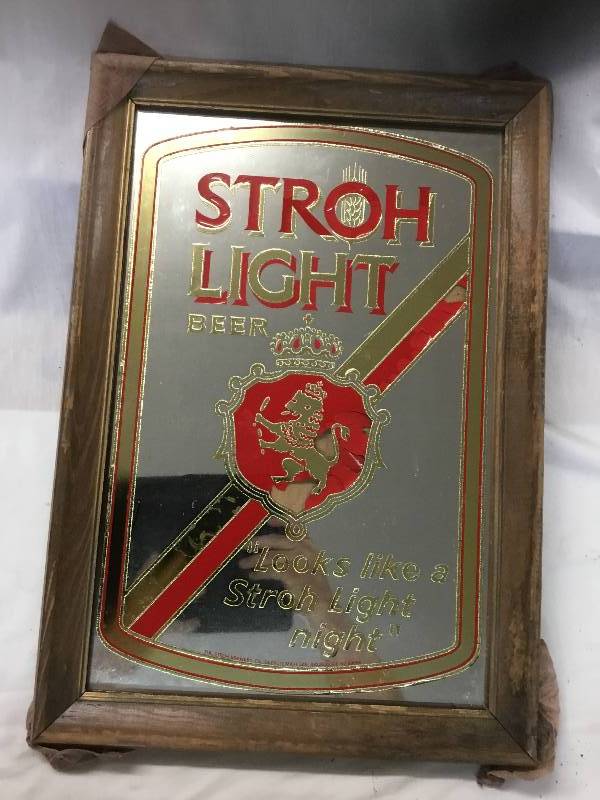 STROH
LIGHT
BEER
"Looks like a
Stroh Light
night"